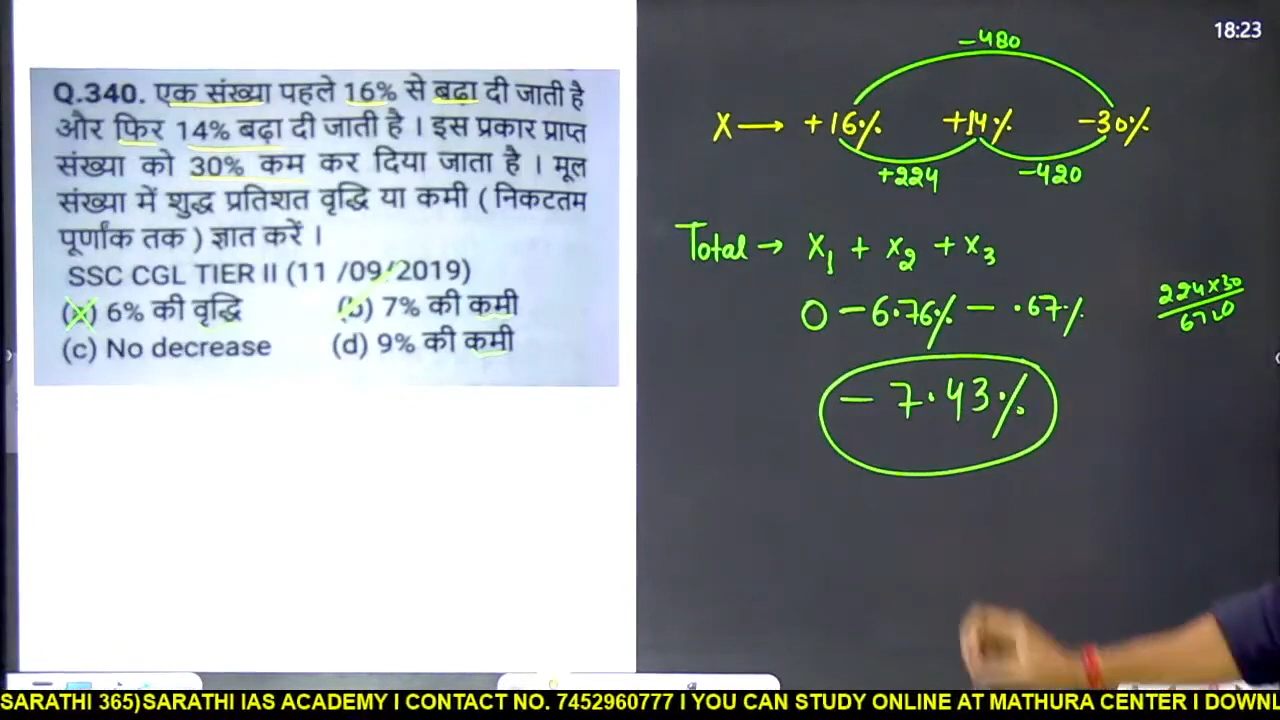 18:23
Q.340. एक संख्या पहले 16% से बढा दी जाती है
और फिर 14% बढ़ा दी जाती है । इस प्रकार प्राप्त
संख्या को 30% कम कर दिया जाता है । मूल
संख्या में शुद्ध प्रतिशत वृद्धि या कमी ( निकटतम
पूर्णांक तक ) ज्ञात करें ।
SSC CGL TIER II (11 /09/2019)
6% की वृद्धि (b) 7% की कमी
(c) No decrease (d) 9% की कमी
-480
X → +16% +14% -30%
+224 -420
Total → x₁ + x₂ + x₃
0 - 6.76% - .67%
224x30
6720
- 7.43%
SARATHI 365)SARATHI IAS ACADEMY I CONTACT NO. 7452960777 I YOU CAN STUDY ONLINE AT MATHURA CENTER I DOWNL